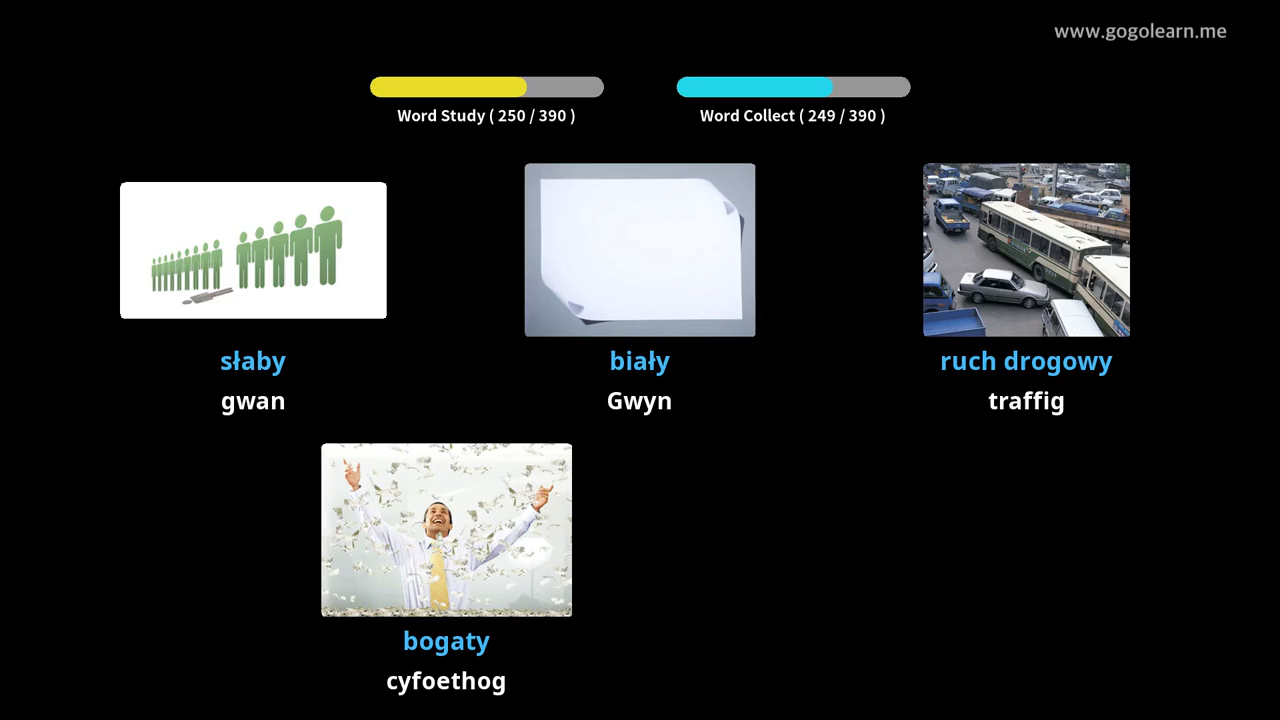 www.gogolearn.me
Word Study ( 250 / 390 )
Word Collect ( 249 / 390 )
słaby
gwan
biały
Gwyn
ruch drogowy
traffig
bogaty
cyfoethog